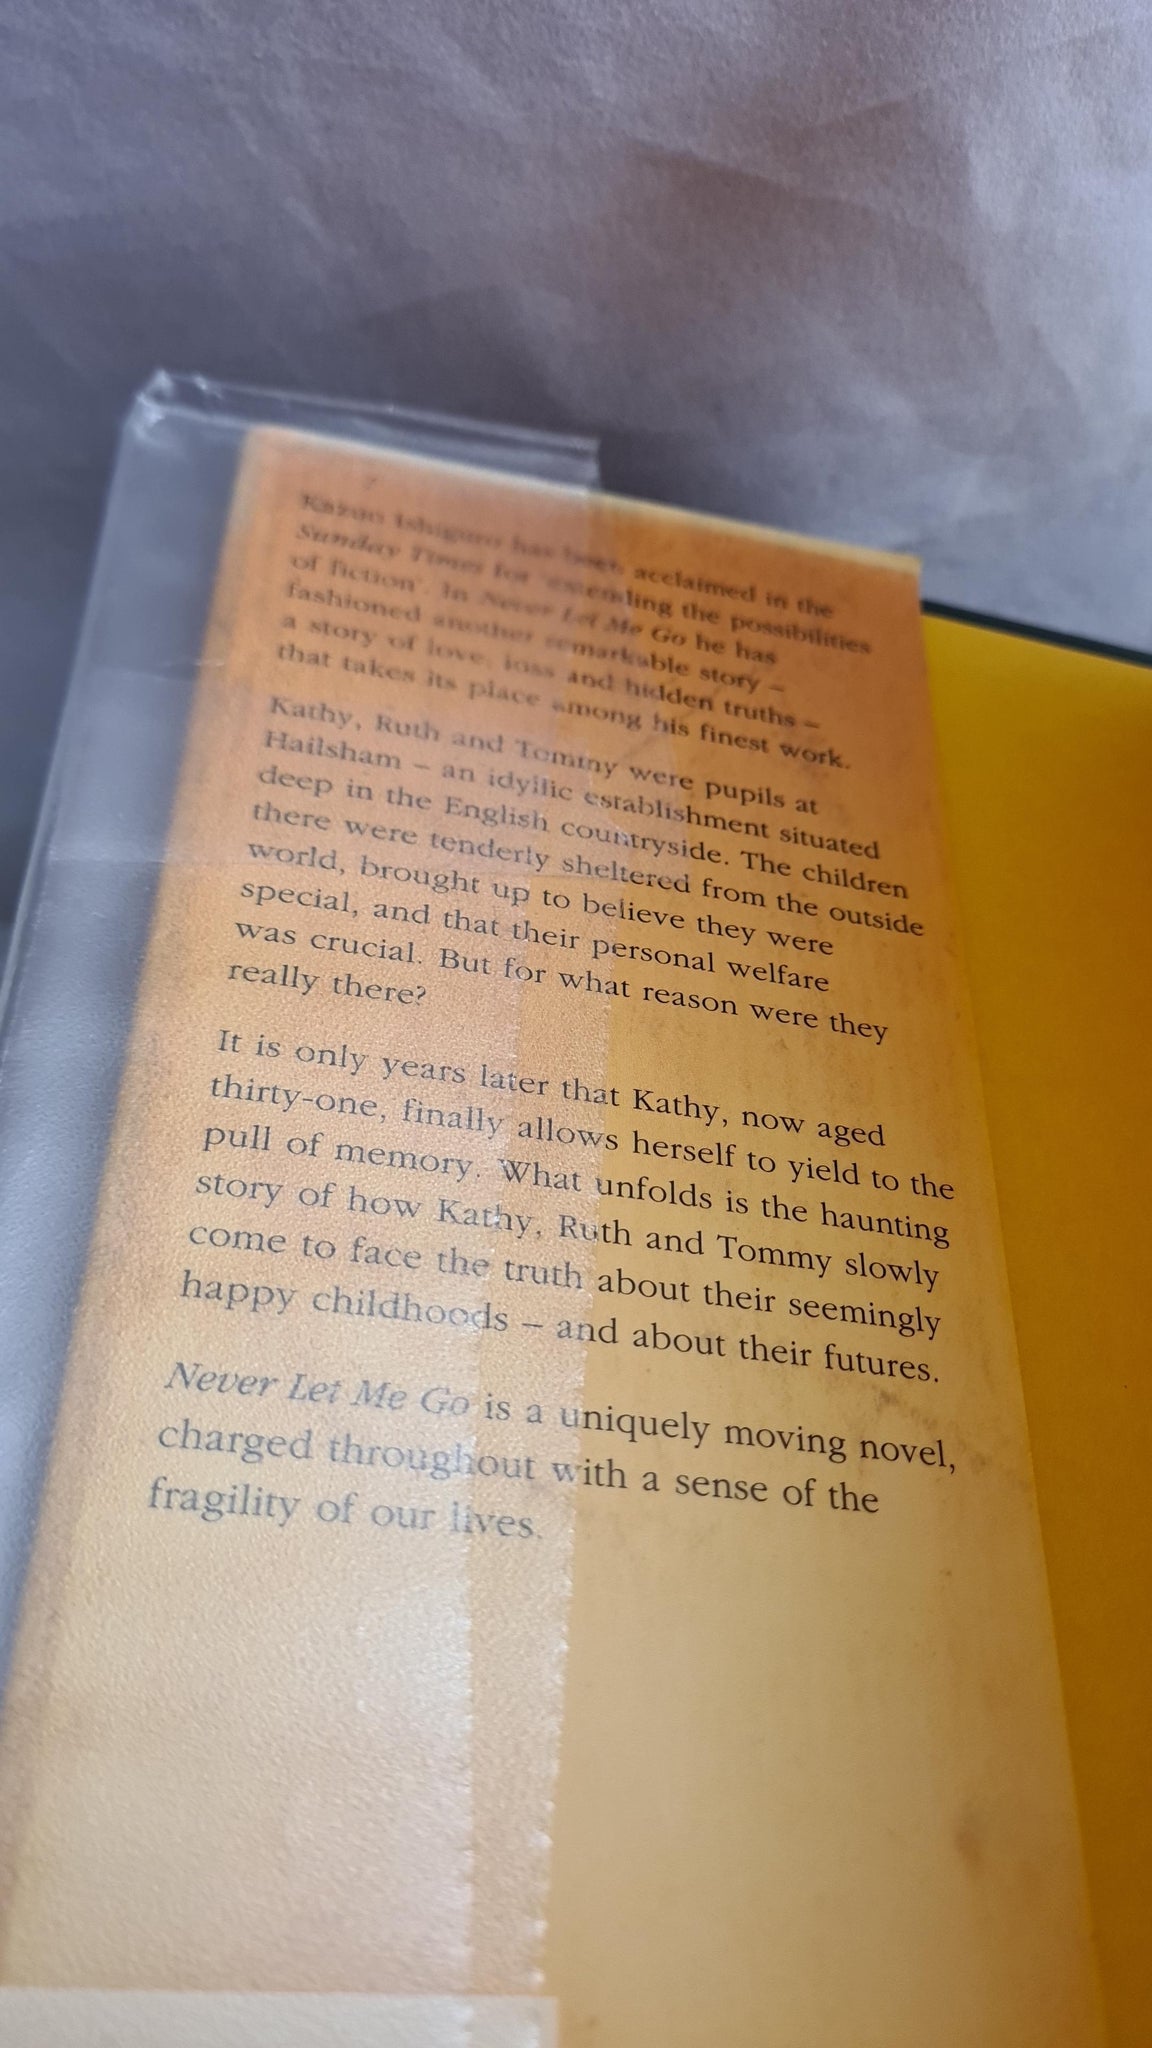 Kazuo Ishiguro has been acclaimed in the
Sunday Times for 'extending the possibilities
of fiction'. In Never Let Me Go he has
fashioned another remarkable story –
a story of love, loss and hidden truths –
that takes its place among his finest work.
Kathy, Ruth and Tommy were pupils at
Hailsham – an idyllic establishment situated
deep in the English countryside. The children
there were tenderly sheltered from the outside
world, brought up to believe they were
special, and that their personal welfare
was crucial. But for what reason were they
really there?
It is only years later that Kathy, now aged
thirty-one, finally allows herself to yield to the
pull of memory. What unfolds is the haunting
story of how Kathy, Ruth and Tommy slowly
come to face the truth about their seemingly
happy childhoods – and about their futures.
Never Let Me Go is a uniquely moving novel,
charged throughout with a sense of the
fragility of our lives.